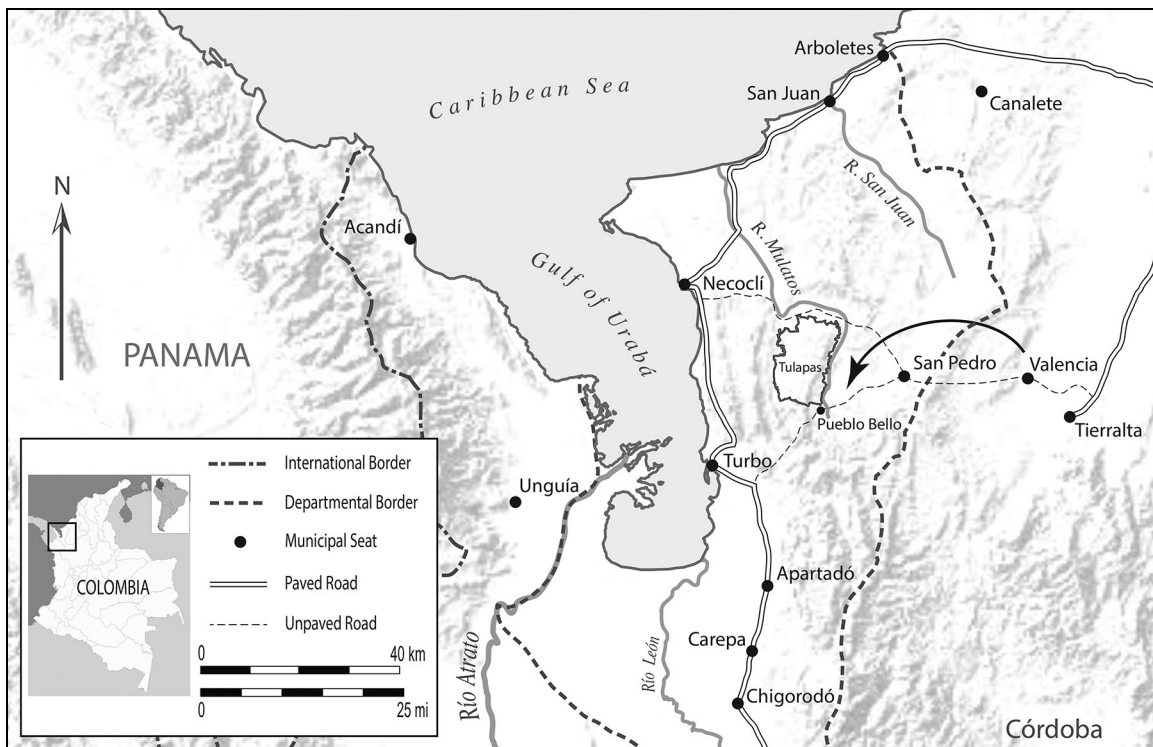 Arboletes
Caribbean Sea
San Juan
Canalete
N
R. San Juan
Acandí
R. Mulatos
Gulf of Urabá
Necoclí
PANAMA
Tulapas
San Pedro
Valencia
Pueblo Bello
Tierralta
Turbo
Unguía
International Border
Departmental Border
Municipal Seat
COLOMBIA
Paved Road
Unpaved Road
0
40 km
0
25 mi
Apartadó
Río León
Carepa
Río Atrato
Chigorodó
Córdoba